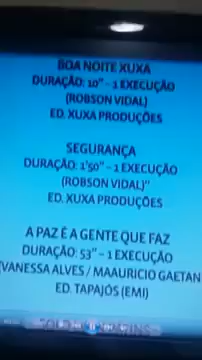 BOA NOITE XUXA
DURAÇÃO: 10'' - 1 EXECUÇÃO
(ROBSON VIDAL)
ED. XUXA PRODUÇÕES
SEGURANÇA
DURAÇÃO: 1'50'' - 1 EXECUÇÃO
(ROBSON VIDAL)''
ED. XUXA PRODUÇÕES
A PAZ É A GENTE QUE FAZ
DURAÇÃO: 53'' - 1 EXECUÇÃO
(VANESSA ALVES / MAAURICIO GAETAN
ED. TAPAJÓS (EMI)